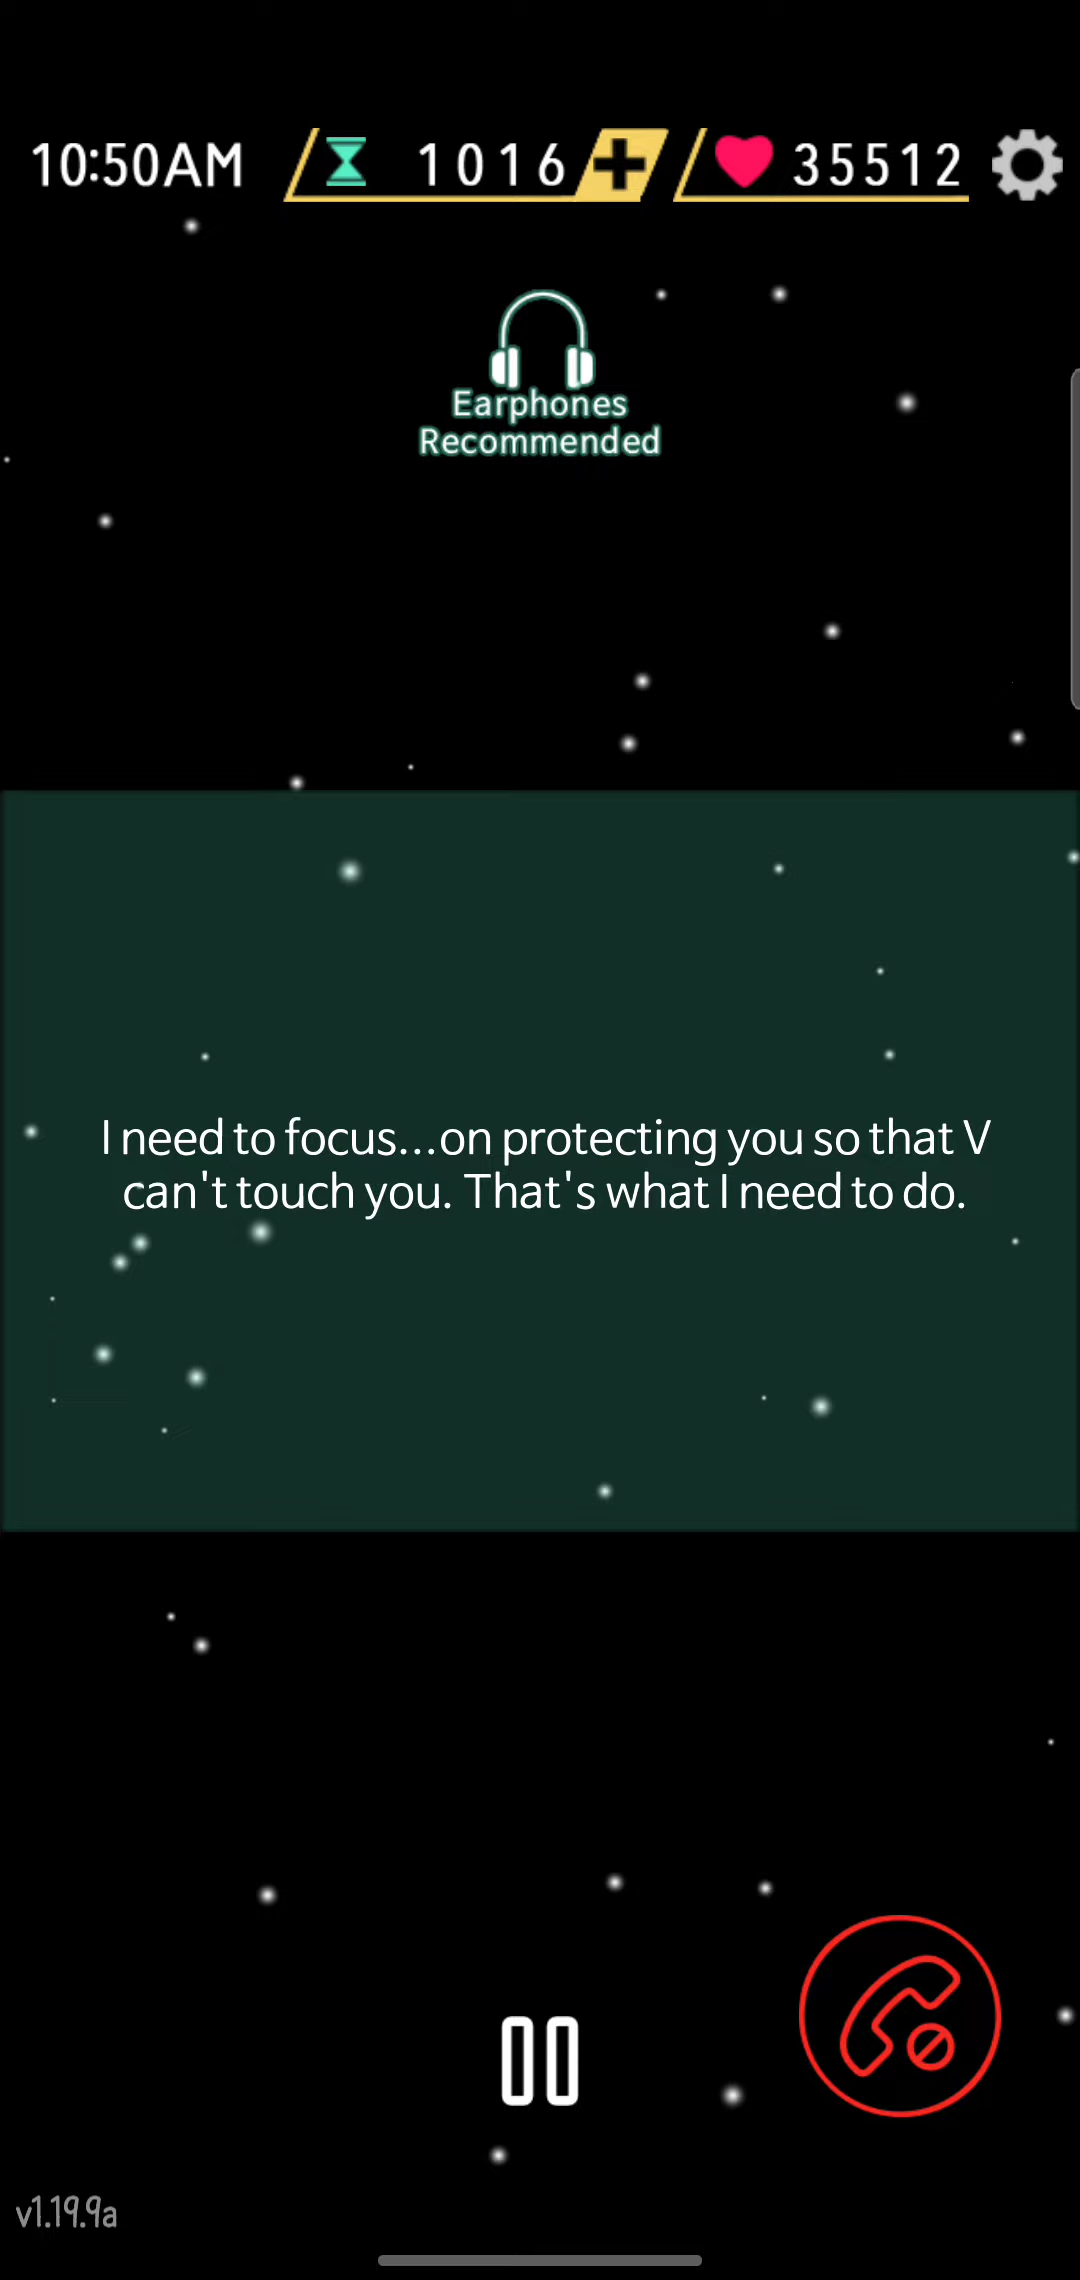 10:50AM 1016 35512
Earphones
Recommended
I need to focus...on protecting you so that V
can't touch you. That's what I need to do.
v1.19.9a